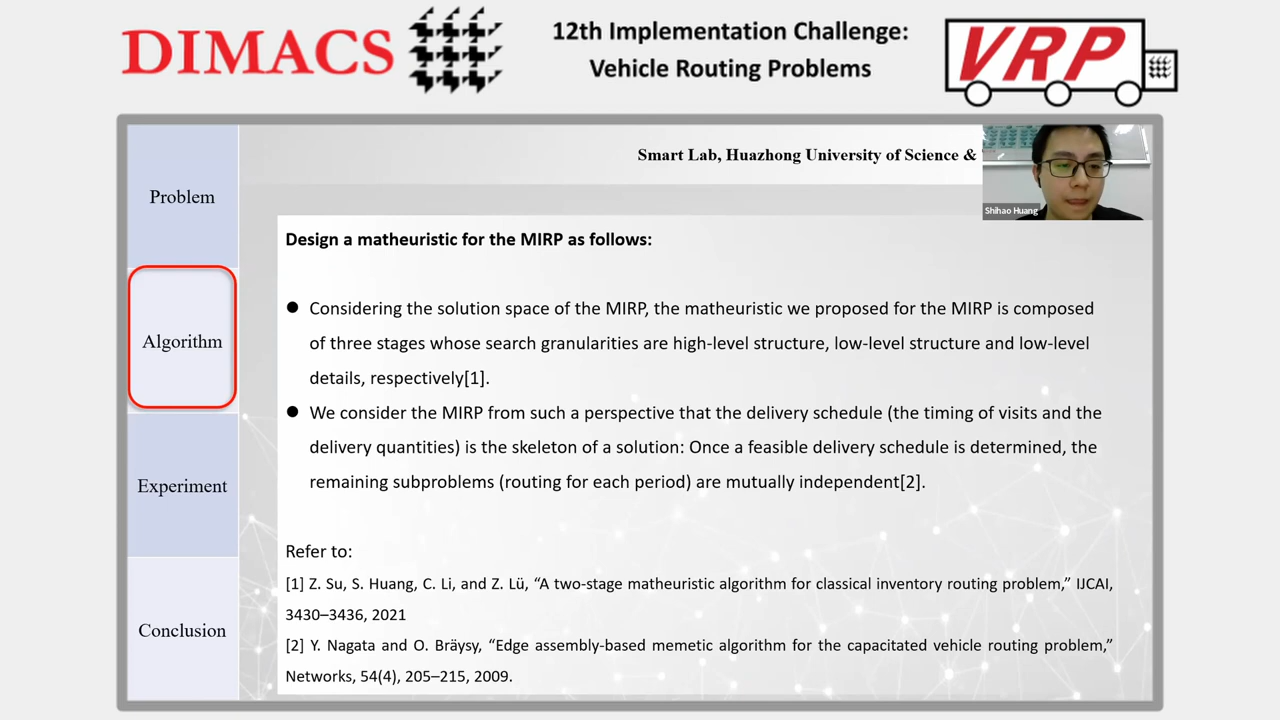 DIMACS
12th Implementation Challenge:
Vehicle Routing Problems
VRP
Smart Lab, Huazhong University of Science &
Shihao Huang
Problem
Algorithm
Experiment
Conclusion
Design a matheuristic for the MIRP as follows:
● Considering the solution space of the MIRP, the matheuristic we proposed for the MIRP is composed
of three stages whose search granularities are high-level structure, low-level structure and low-level
details, respectively[1].
● We consider the MIRP from such a perspective that the delivery schedule (the timing of visits and the
delivery quantities) is the skeleton of a solution: Once a feasible delivery schedule is determined, the
remaining subproblems (routing for each period) are mutually independent[2].
Refer to:
[1] Z. Su, S. Huang, C. Li, and Z. Lü, “A two-stage matheuristic algorithm for classical inventory routing problem,” IJCAI,
3430–3436, 2021
[2] Y. Nagata and O. Bräysy, “Edge assembly-based memetic algorithm for the capacitated vehicle routing problem,”
Networks, 54(4), 205–215, 2009.